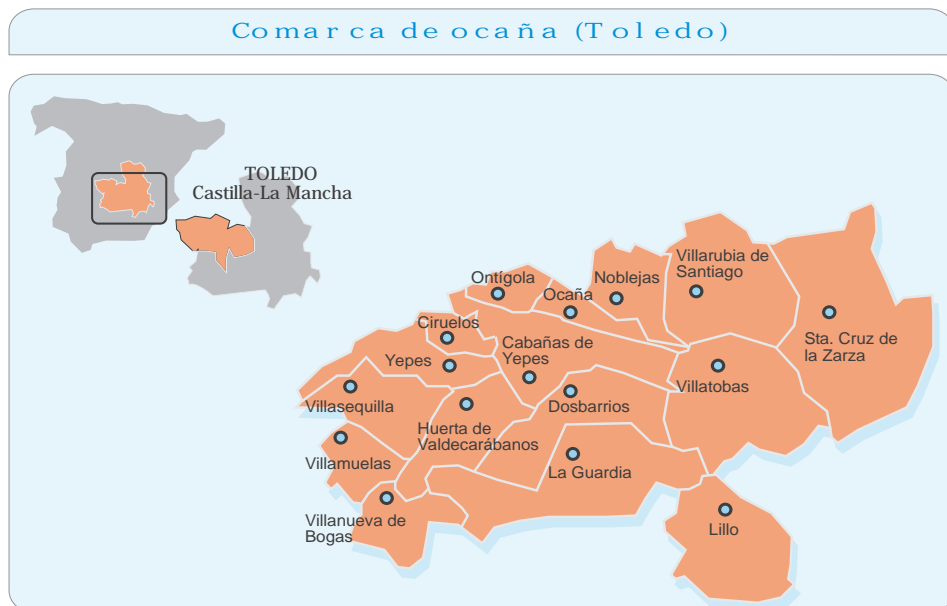 Comarca de ocaña (Toledo)
TOLEDO
Castilla-La Mancha
Villarubia de
Santiago
Ontígola
Noblejas
Ocaña
Ciruelos
Sta. Cruz de
la Zarza
Cabañas de
Yepes
Yepes
Villatobas
Villasequilla
Dosbarrios
Huerta de
Valdecarábanos
Villamuelas
La Guardia
Villanueva de
Bogas
Lillo